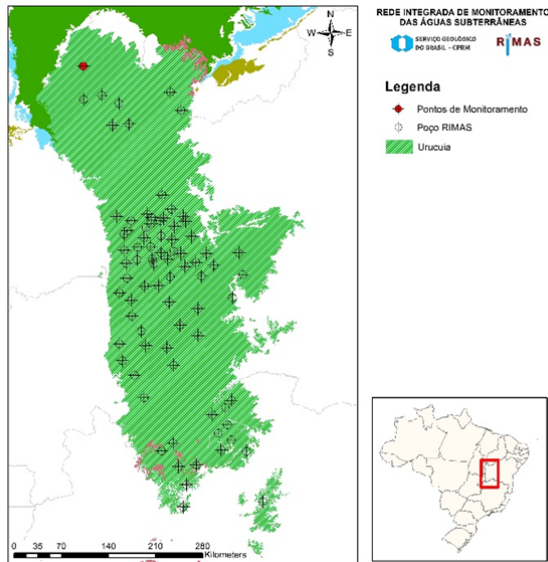 REDE INTEGRADA DE MONITORAMENTO
DAS ÁGUAS SUBTERRÂNEAS
SERVIÇO GEOLÓGICO
DO BRASIL – CPRM
RIMAS
N
W E
S
Legenda
Pontos de Monitoramento
Poço RIMAS
Urucuia
0 35 70 140 210 280
Kilometers